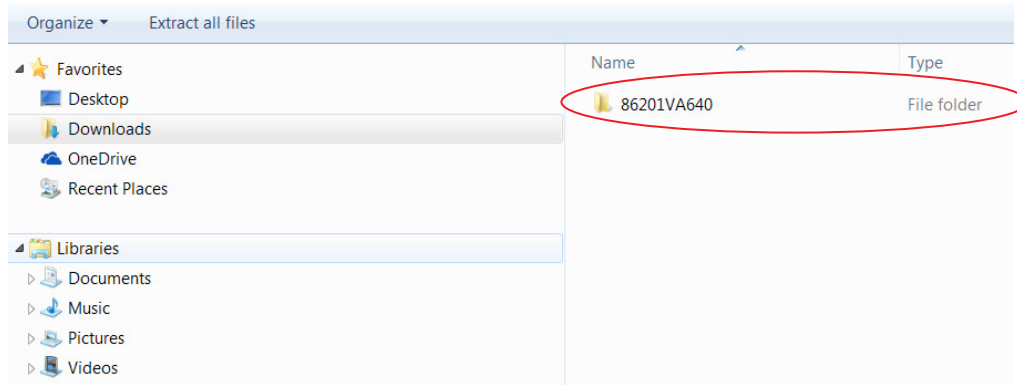 Organize Extract all files
Favorites
Desktop
Downloads
OneDrive
Recent Places
Libraries
Documents
Music
Pictures
Videos
Name Type
86201VA640 File folder